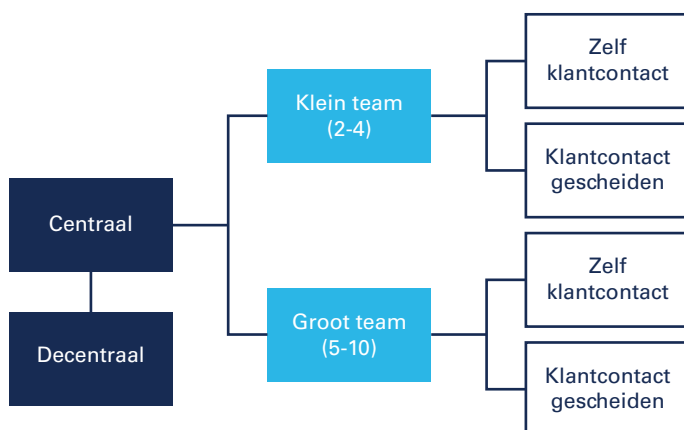 Centraal
Decentraal
Klein team
(2-4)
Groot team
(5-10)
Zelf
klantcontact
Klantcontact
gescheiden
Zelf
klantcontact
Klantcontact
gescheiden